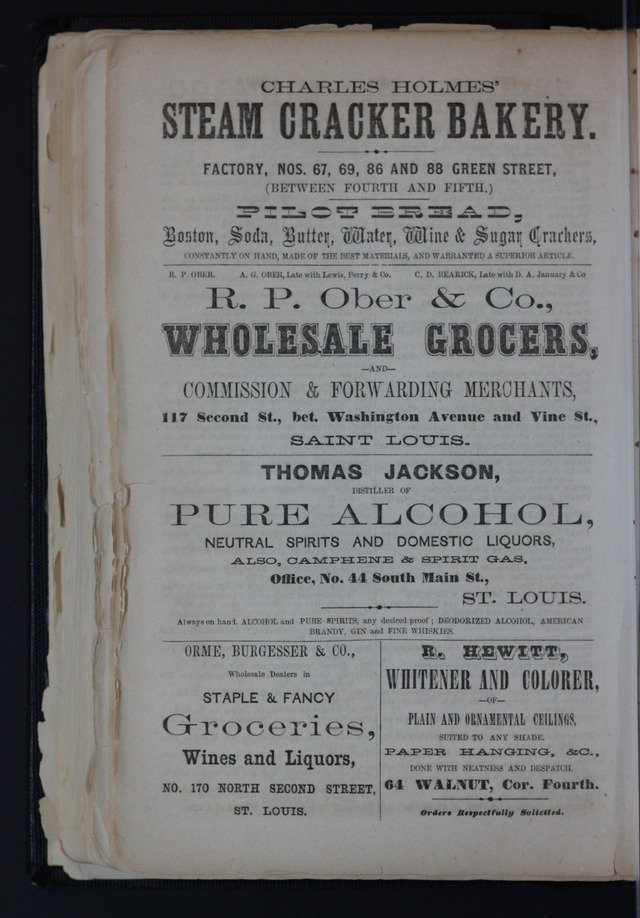 CHARLES HOLMES'
STEAM CRACKER BAKERY.
FACTORY, NOS. 67, 69, 86 AND 88 GREEN STREET,
(BETWEEN FOURTH AND FIFTH.)
PILOT BREAD,
Boston, Soda, Butter, Water, Wine & Sugar Crackers,
CONSTANTLY ON HAND, MADE OF THE BEST MATERIALS, AND WARRANTED A SUPERIOR ARTICLE.
R. P. OBER. A. G. OBER, Late with Lewis, Perry & Co. C. D. REARICK, Late with D. A. January & Co
R. P. Ober & Co.,
WHOLESALE GROCERS,
—AND—
COMMISSION & FORWARDING MERCHANTS,
117 Second St., bet. Washington Avenue and Vine St.,
SAINT LOUIS.
THOMAS JACKSON,
DISTILLER OF
PURE ALCOHOL,
NEUTRAL SPIRITS AND DOMESTIC LIQUORS,
ALSO, CAMPHENE & SPIRIT GAS,
Office, No. 44 South Main St.,
ST. LOUIS.
Always on hand, ALCOHOL and PURE SPIRITS, any desired proof; DEODORIZED ALCOHOL, AMERICAN
BRANDY, GIN and FINE WHISKIES.
ORME, BURGESSER & CO.,
Wholesale Dealers in
STAPLE & FANCY
Groceries,
Wines and Liquors,
NO. 170 NORTH SECOND STREET,
ST. LOUIS.
R. HEWITT,
WHITENER AND COLORER,
—OF—
PLAIN AND ORNAMENTAL CEILINGS,
SUITED TO ANY SHADE.
PAPER HANGING, &C.,
DONE WITH NEATNESS AND DESPATCH.
64 WALNUT, Cor. Fourth.
Orders Respectfully Solicited.